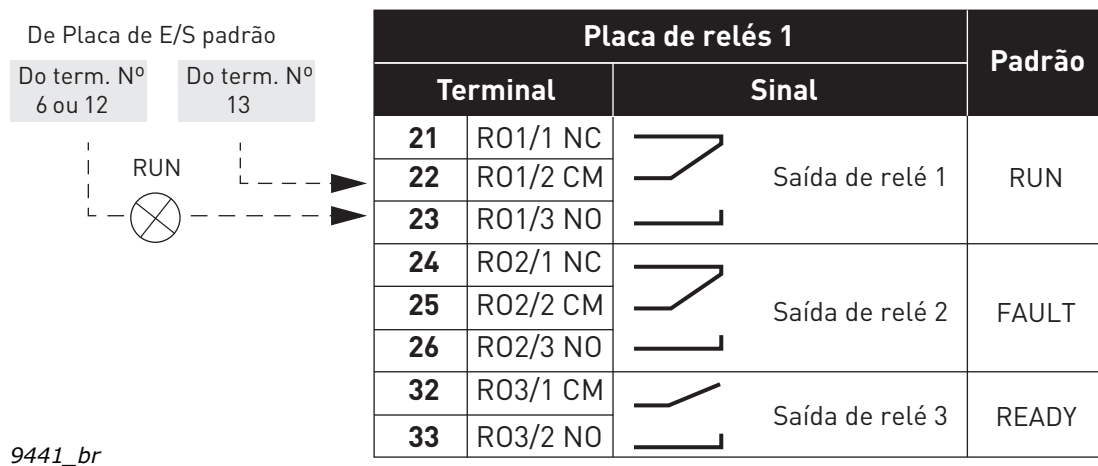 De Placa de E/S padrão
Do term. Nº
6 ou 12
Do term. Nº
13
RUN
Placa de relés 1
Padrão
Terminal
Sinal
21 RO1/1 NC
22 RO1/2 CM
Saída de relé 1
RUN
23 RO1/3 NO
24 RO2/1 NC
25 RO2/2 CM
Saída de relé 2
FAULT
26 RO2/3 NO
32 RO3/1 CM
Saída de relé 3
READY
33 RO3/2 NO
9441_br